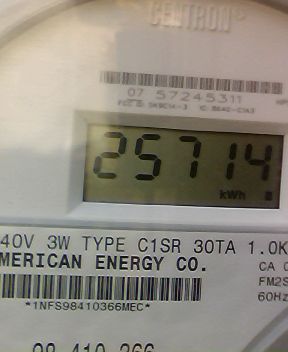 CENTRON®
07 57245311
25714
kWh
40V 3W TYPE C1SR 30TA 1.0K
MERICAN ENERGY CO.
CA 0
FM2S
60Hz
*1NFS98410366MEC*
98 410 366